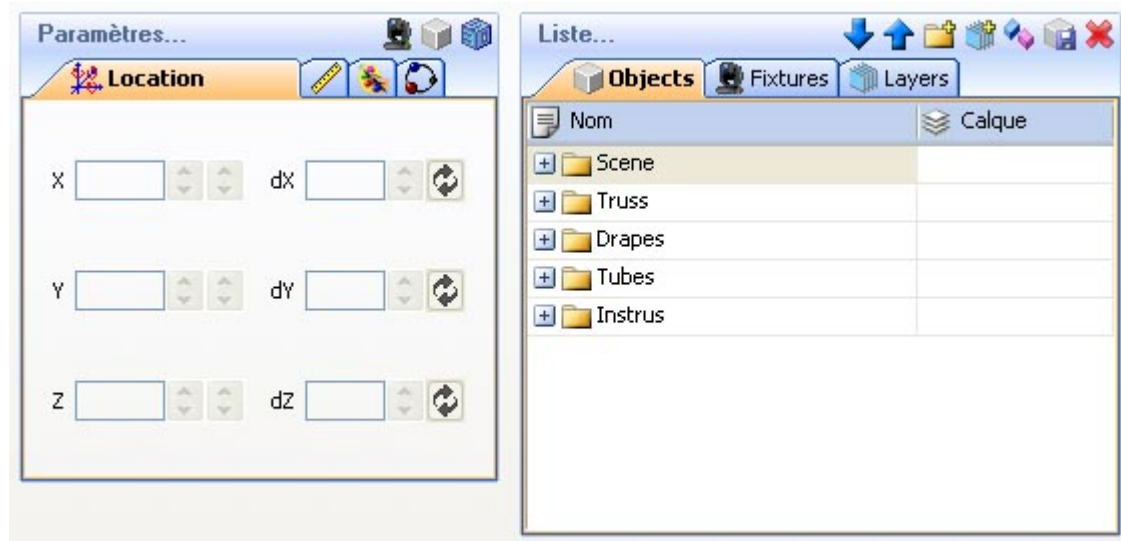 Paramètres...
Location
X dX
Y dY
Z dZ
Liste...
Objects Fixtures Layers
Nom Calque
Scene
Truss
Drapes
Tubes
Instrus